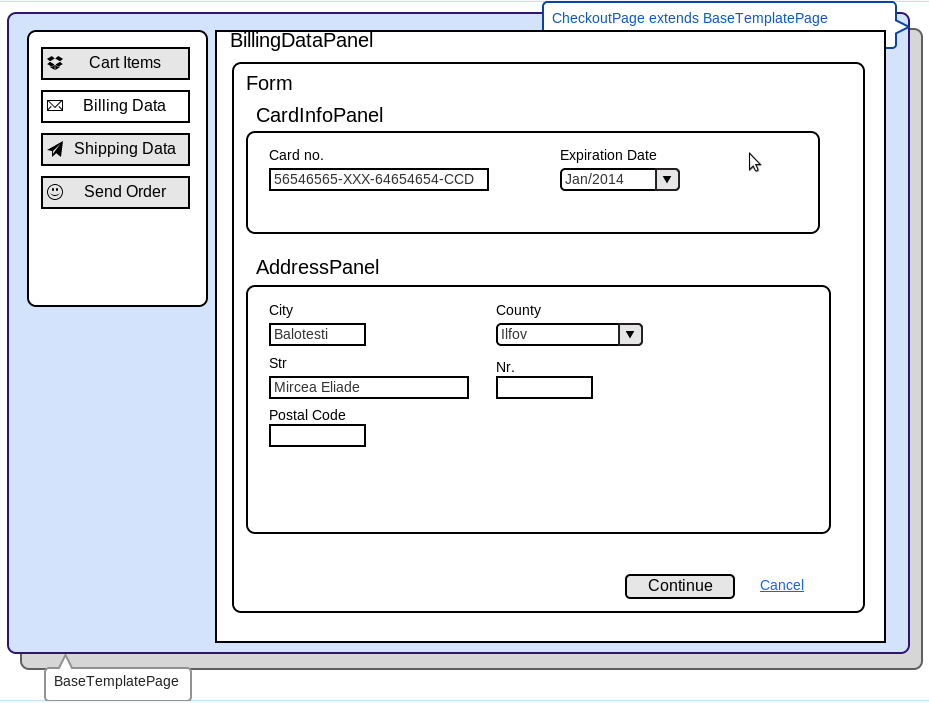 CheckoutPage extends BaseTemplatePage
BillingDataPanel
Cart Items
Billing Data
Shipping Data
Send Order
Form
CardInfoPanel
Card no.
Expiration Date
56546565-XXX-64654654-CCD
Jan/2014
AddressPanel
City
County
Balotesti
Ilfov
Str
Nr.
Mircea Eliade
Postal Code
Continue
Cancel
BaseTemplatePage